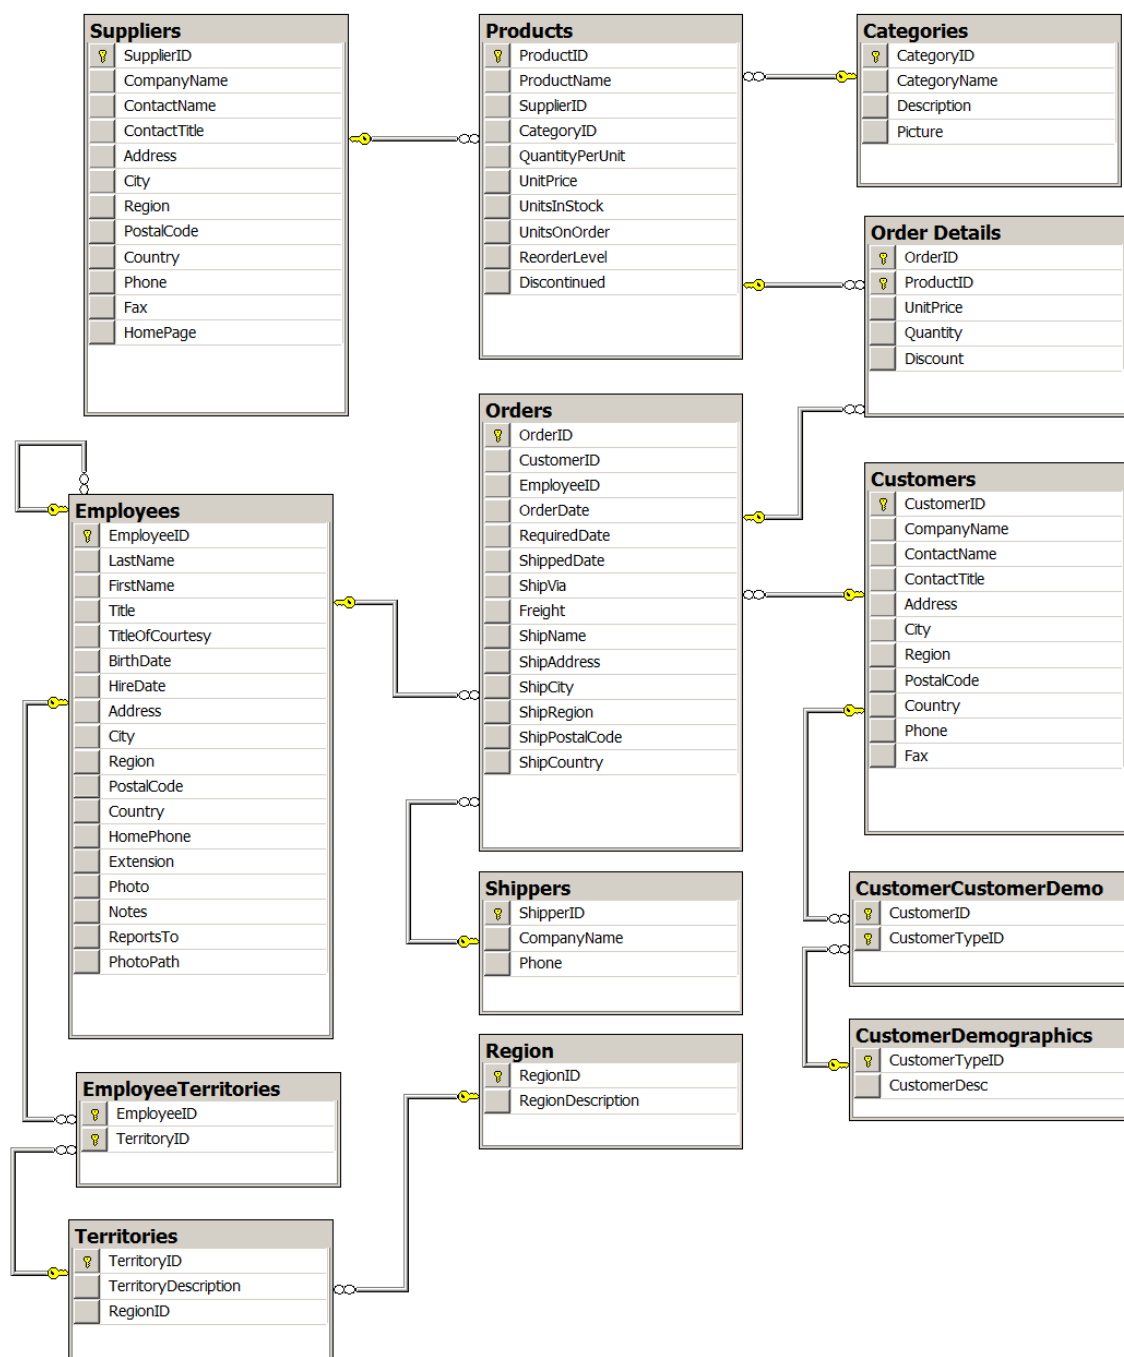 Suppliers
SupplierID
CompanyName
ContactName
ContactTitle
Address
City
Region
PostalCode
Country
Phone
Fax
HomePage
Products
ProductID
ProductName
SupplierID
CategoryID
QuantityPerUnit
UnitPrice
UnitsInStock
UnitsOnOrder
ReorderLevel
Discontinued
Categories
CategoryID
CategoryName
Description
Picture
Order Details
OrderID
ProductID
UnitPrice
Quantity
Discount
Employees
EmployeeID
LastName
FirstName
Title
TitleOfCourtesy
BirthDate
HireDate
Address
City
Region
PostalCode
Country
HomePhone
Extension
Photo
Notes
ReportsTo
PhotoPath
Orders
OrderID
CustomerID
EmployeeID
OrderDate
RequiredDate
ShippedDate
ShipVia
Freight
ShipName
ShipAddress
ShipCity
ShipRegion
ShipPostalCode
ShipCountry
Customers
CustomerID
CompanyName
ContactName
ContactTitle
Address
City
Region
PostalCode
Country
Phone
Fax
Shippers
ShipperID
CompanyName
Phone
CustomerCustomerDemo
CustomerID
CustomerTypeID
Region
RegionID
RegionDescription
CustomerDemographics
CustomerTypeID
CustomerDesc
EmployeeTerritories
EmployeeID
TerritoryID
Territories
TerritoryID
TerritoryDescription
RegionID